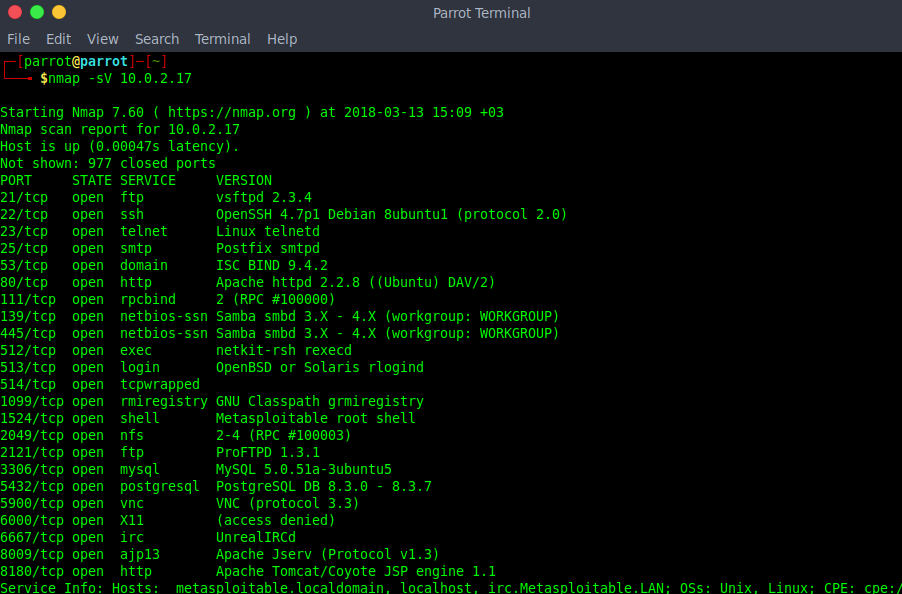 Parrot Terminal
File Edit View Search Terminal Help
┌─[parrot@parrot]─[~]
└──╼ $nmap -sV 10.0.2.17
Starting Nmap 7.60 ( https://nmap.org ) at 2018-03-13 15:09 +03
Nmap scan report for 10.0.2.17
Host is up (0.00047s latency).
Not shown: 977 closed ports
PORT     STATE SERVICE     VERSION
21/tcp   open  ftp         vsftpd 2.3.4
22/tcp   open  ssh         OpenSSH 4.7p1 Debian 8ubuntu1 (protocol 2.0)
23/tcp   open  telnet      Linux telnetd
25/tcp   open  smtp        Postfix smtpd
53/tcp   open  domain      ISC BIND 9.4.2
80/tcp   open  http        Apache httpd 2.2.8 ((Ubuntu) DAV/2)
111/tcp  open  rpcbind     2 (RPC #100000)
139/tcp  open  netbios-ssn Samba smbd 3.X - 4.X (workgroup: WORKGROUP)
445/tcp  open  netbios-ssn Samba smbd 3.X - 4.X (workgroup: WORKGROUP)
512/tcp  open  exec        netkit-rsh rexecd
513/tcp  open  login       OpenBSD or Solaris rlogind
514/tcp  open  tcpwrapped
1099/tcp open  rmiregistry GNU Classpath grmiregistry
1524/tcp open  shell       Metasploitable root shell
2049/tcp open  nfs         2-4 (RPC #100003)
2121/tcp open  ftp         ProFTPD 1.3.1
3306/tcp open  mysql       MySQL 5.0.51a-3ubuntu5
5432/tcp open  postgresql  PostgreSQL DB 8.3.0 - 8.3.7
5900/tcp open  vnc         VNC (protocol 3.3)
6000/tcp open  X11         (access denied)
6667/tcp open  irc         UnrealIRCd
8009/tcp open  ajp13       Apache Jserv (Protocol v1.3)
8180/tcp open  http        Apache Tomcat/Coyote JSP engine 1.1
Service Info: Hosts:  metasploitable.localdomain, localhost, irc.Metasploitable.LAN; OSs: Unix, Linux; CPE: cpe:/